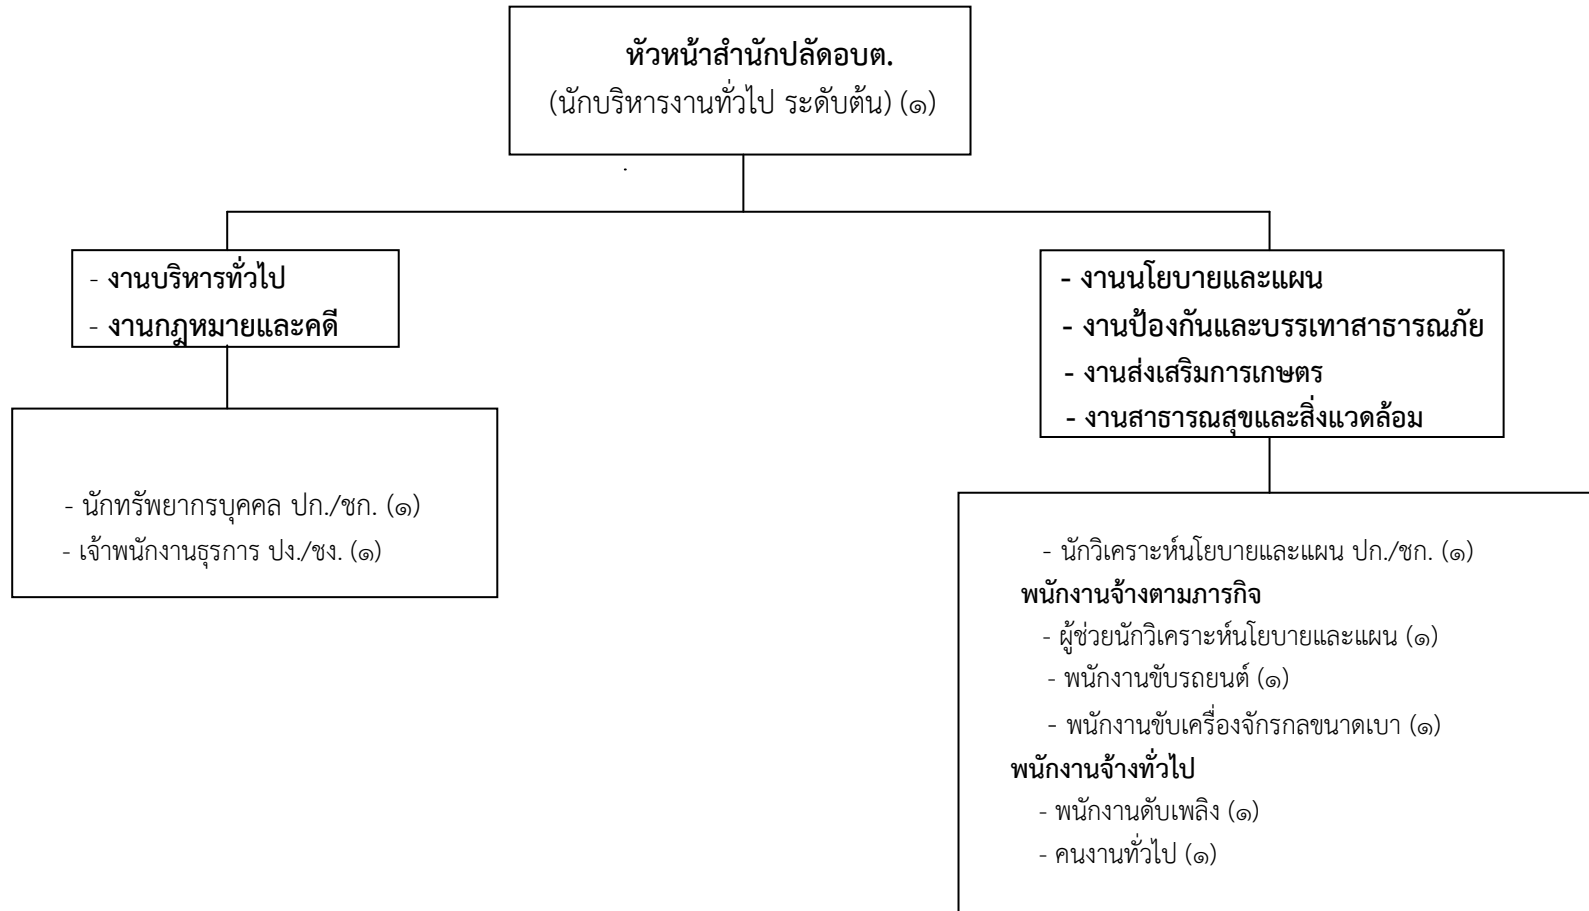 หัวหน้าสำนักปลัดอบต.
(นักบริหารงานทั่วไป ระดับต้น) (๑)
- งานบริหารทั่วไป
- งานกฎหมายและคดี
- นักทรัพยากรบุคคล ปก./ชก. (๑)
- เจ้าพนักงานธุรการ ปง./ชง. (๑)
- งานนโยบายและแผน
- งานป้องกันและบรรเทาสาธารณภัย
- งานส่งเสริมการเกษตร
- งานสาธารณสุขและสิ่งแวดล้อม
- นักวิเคราะห์นโยบายและแผน ปก./ชก. (๑)
พนักงานจ้างตามภารกิจ
- ผู้ช่วยนักวิเคราะห์นโยบายและแผน (๑)
- พนักงานขับรถยนต์ (๑)
- พนักงานขับเครื่องจักรกลขนาดเบา (๑)
พนักงานจ้างทั่วไป
- พนักงานดับเพลิง (๑)
- คนงานทั่วไป (๑)